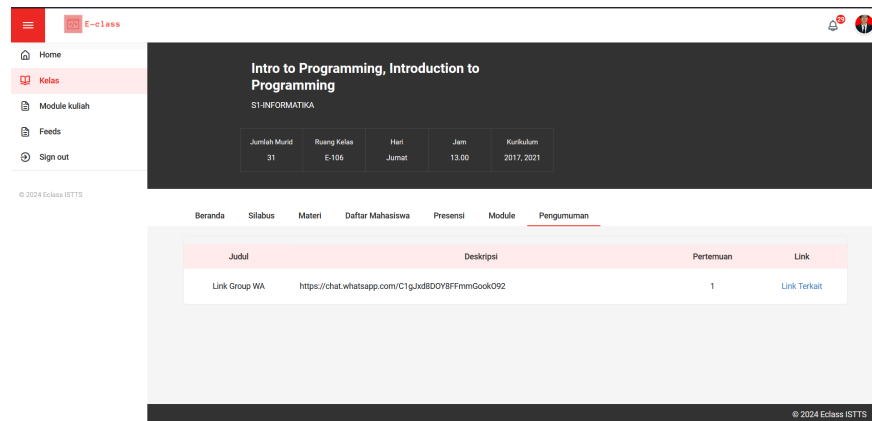 E-class
29
Home
Kelas
Module kuliah
Feeds
Sign out
© 2024 Eclass ISTTS
Intro to Programming, Introduction to
Programming
S1-INFORMATIKA
Jumlah Murid Ruang Kelas Hari Jam Kurikulum
31 E-106 Jumat 13.00 2017, 2021
Beranda Silabus Materi Daftar Mahasiswa Presensi Module Pengumuman
Judul Deskripsi Pertemuan Link
Link Group WA https://chat.whatsapp.com/C1gJxd8DOY8FFmmGookO92 1 Link Terkait
© 2024 Eclass ISTTS